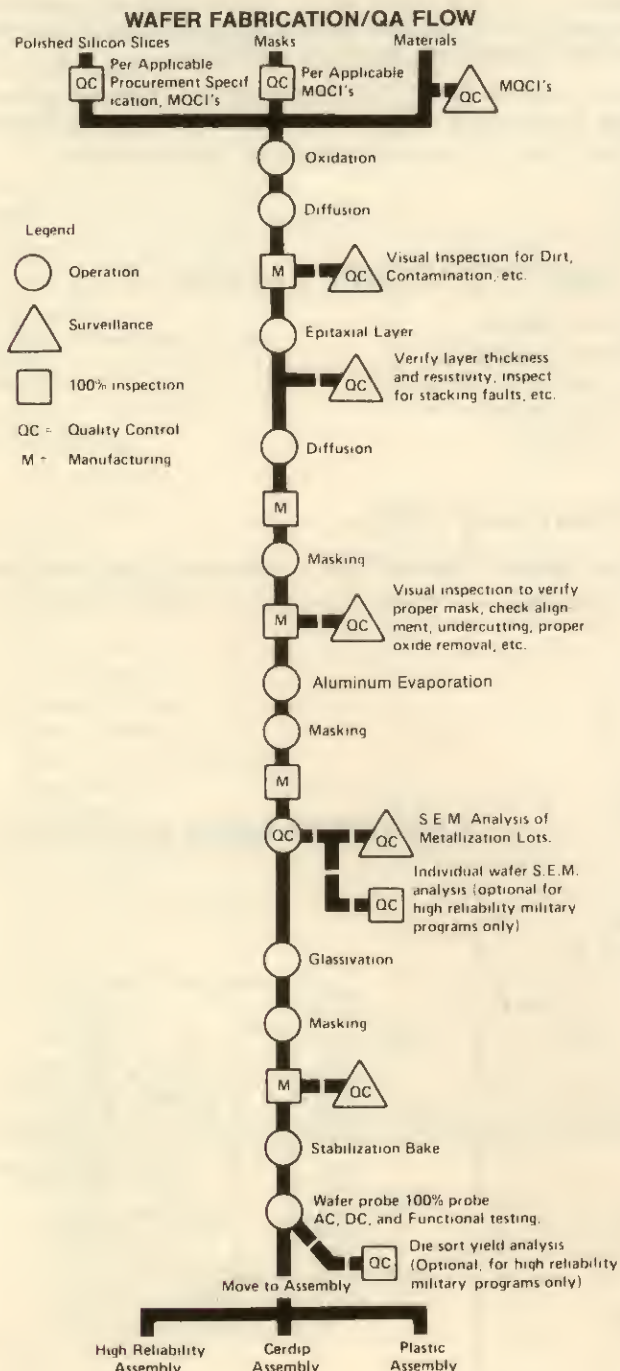 WAFER FABRICATION/QA FLOW
Polished Silicon Slices
Masks
Materials
QC
Per Applicable
Procurement Specif
ication, MQCI's
QC
Per Applicable
MQCI's
QC
MQCI's
Oxidation
Diffusion
Legend
Operation
Surveillance
100% inspection
QC = Quality Control
M = Manufacturing
M
QC
Visual Inspection for Dirt,
Contamination, etc.
Epitaxial Layer
QC
Verify layer thickness
and resistivity, inspect
for stacking faults, etc.
Diffusion
M
Masking
M
QC
Visual inspection to verify
proper mask, check align-
ment, undercutting, proper
oxide removal, etc.
Aluminum Evaporation
Masking
M
QC
QC
S.E.M. Analysis of
Metallization Lots.
QC
Individual wafer S.E.M.
analysis (optional for
high reliability military
programs only)
Glassivation
Masking
M
QC
Stabilization Bake
Wafer probe 100% probe
AC, DC, and Functional testing.
QC
Die sort yield analysis
(Optional, for high reliability
military programs only)
Move to Assembly
High Reliability
Assembly
Cerdip
Assembly
Plastic
Assembly